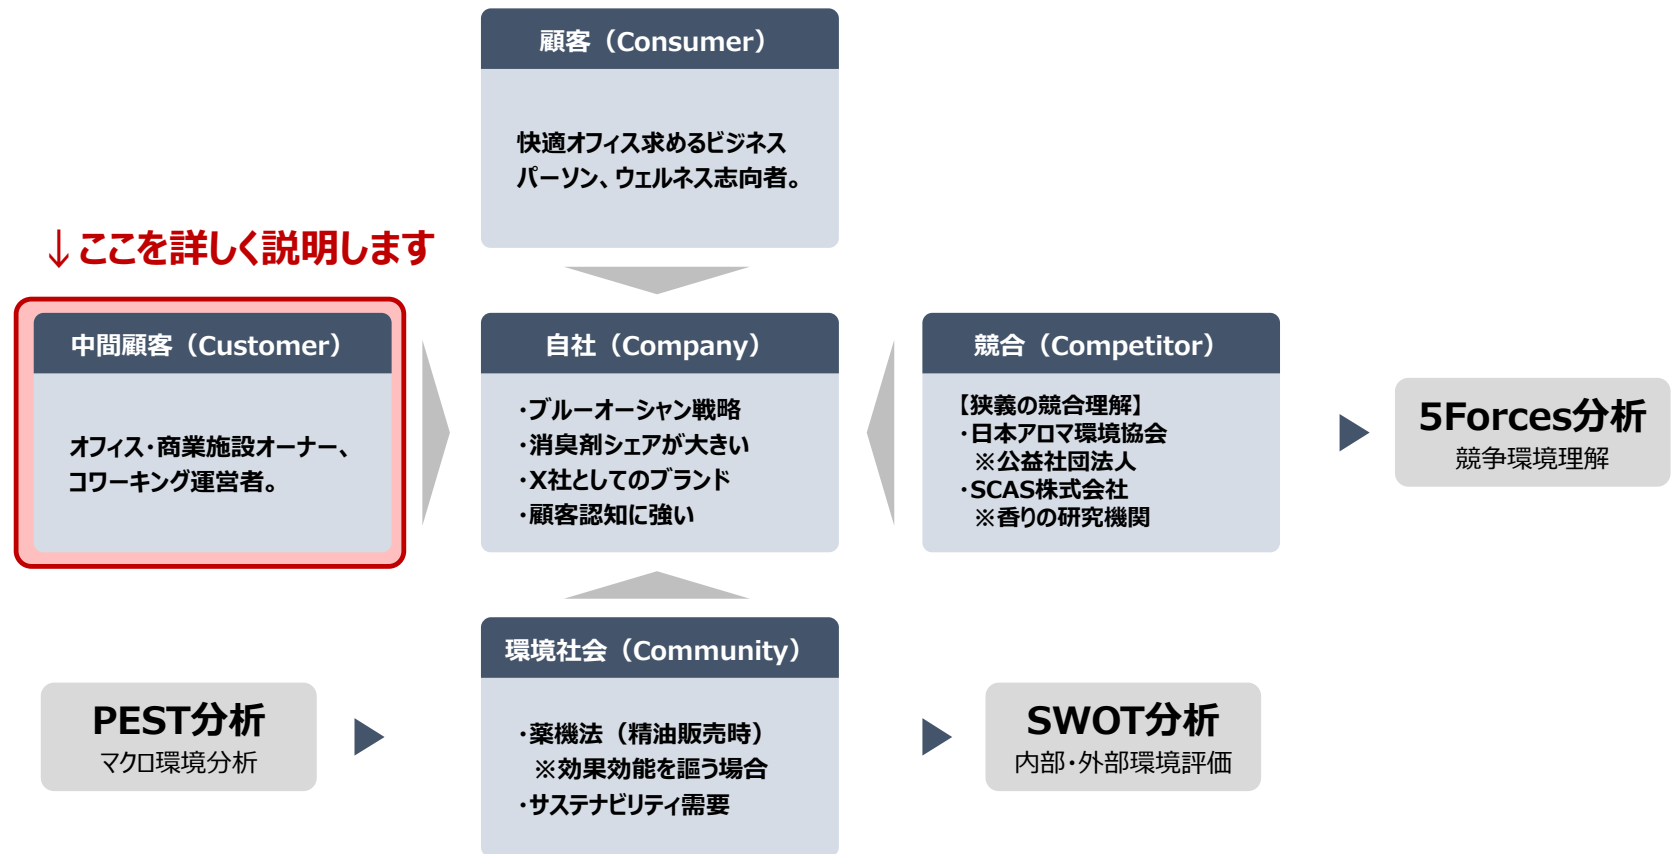 顧客（Consumer）
快適オフィス求めるビジネス
パーソン、ウェルネス志向者。
↓ここを詳しく説明します
中間顧客（Customer）
オフィス・商業施設オーナー、
コワーキング運営者。
自社（Company）
・ブルーオーシャン戦略
・消臭剤シェアが大きい
・X社としてのブランド
・顧客認知に強い
競合（Competitor）
【狭義の競合理解】
・日本アロマ環境協会
※公益社団法人
・SCAS株式会社
※香りの研究機関
5Forces分析
競争環境理解
環境社会（Community）
・薬機法（精油販売時）
※効果効能を謳う場合
・サステナビリティ需要
PEST分析
マクロ環境分析
SWOT分析
内部・外部環境評価